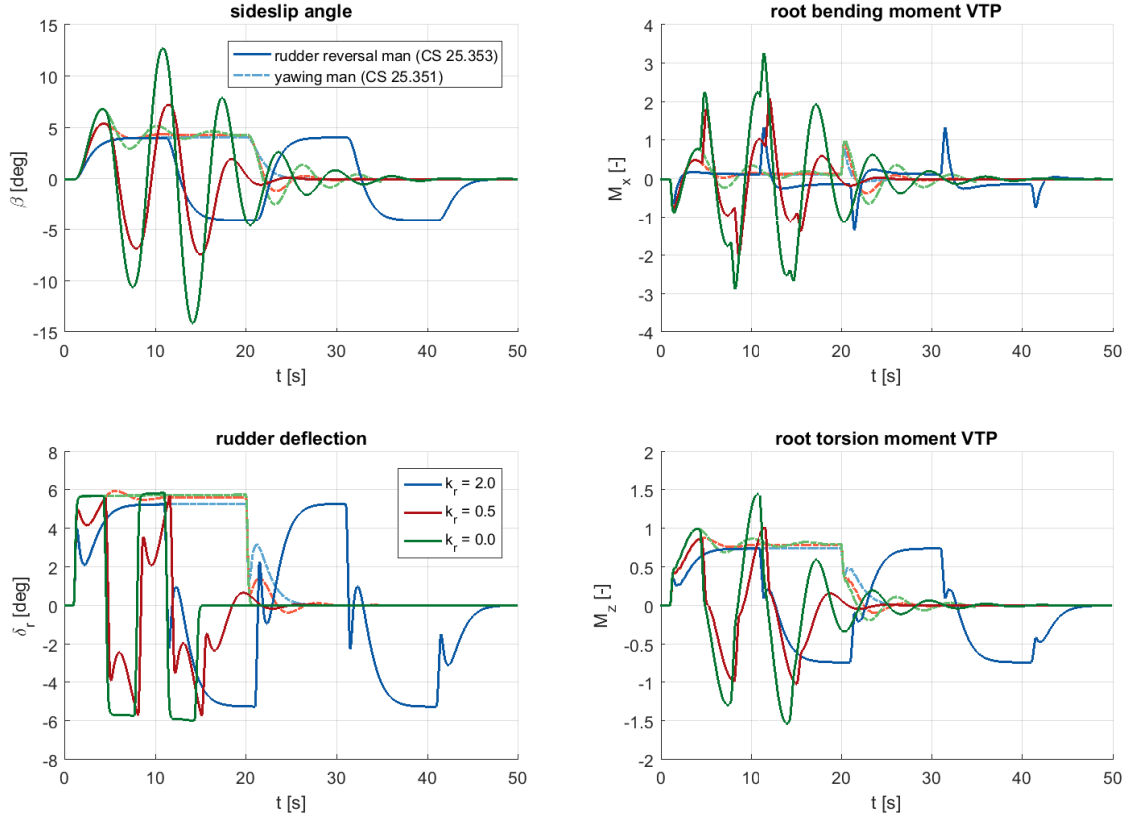 sideslip angle
15
10
5
0
-5
-10
-15
β [deg]
0 10 20 30 40 50
t [s]
rudder reversal man (CS 25.353)
yawing man (CS 25.351)
root bending moment VTP
4
3
2
1
0
-1
-2
-3
-4
M_x [-]
0 10 20 30 40 50
t [s]
rudder deflection
8
6
4
2
0
-2
-4
-6
-8
δ_r [deg]
0 10 20 30 40 50
t [s]
k_r = 2.0
k_r = 0.5
k_r = 0.0
root torsion moment VTP
2
1.5
1
0.5
0
-0.5
-1
-1.5
-2
M_z [-]
0 10 20 30 40 50
t [s]